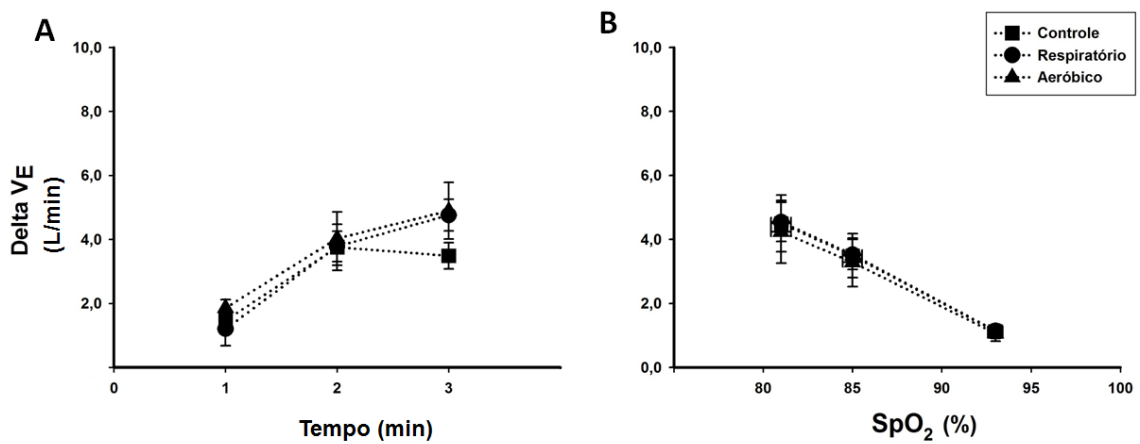 A
10,0
8,0
6,0
4,0
2,0
0
1
2
3
Delta VE
(L/min)
Tempo (min)
B
10,0
8,0
6,0
4,0
2,0
0,0
80
85
90
95
100
SpO₂ (%)
Controle
Respiratório
Aeróbico